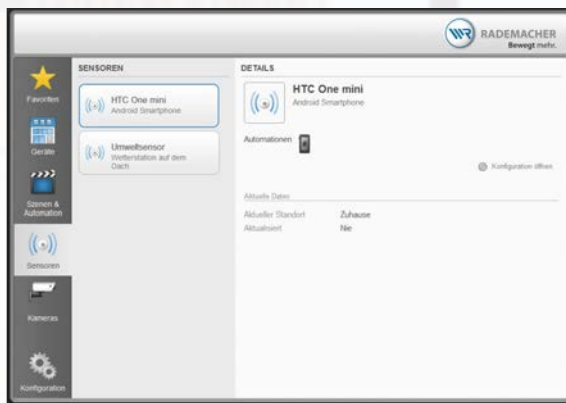 WR RADEMACHER
Bewegt mehr.
Favoriten
Geräte
Szenen &
Automation
Sensoren
Kameras
Konfiguration
SENSOREN
HTC One mini
Android Smartphone
Umweltsensor
Wetterstation auf dem
Dach
DETAILS
HTC One mini
Android Smartphone
Automationen
Konfiguration öffnen
Aktuelle Daten
Aktueller Standort Zuhause
Aktualisiert Nie